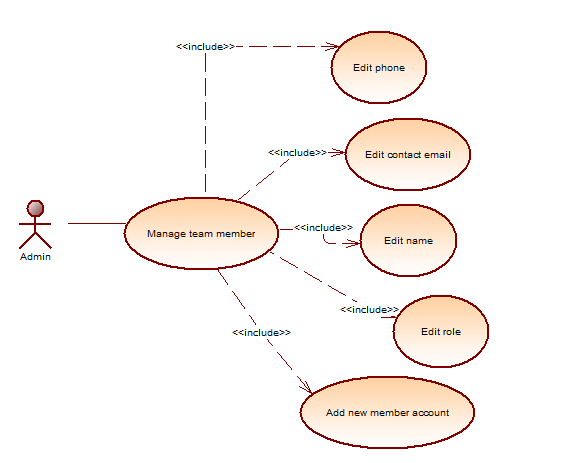 <<include>>
Edit phone
<<include>>
Edit contact email
Manage team member
<<include>>
Edit name
Admin
<<include>>
Edit role
<<include>>
Add new member account